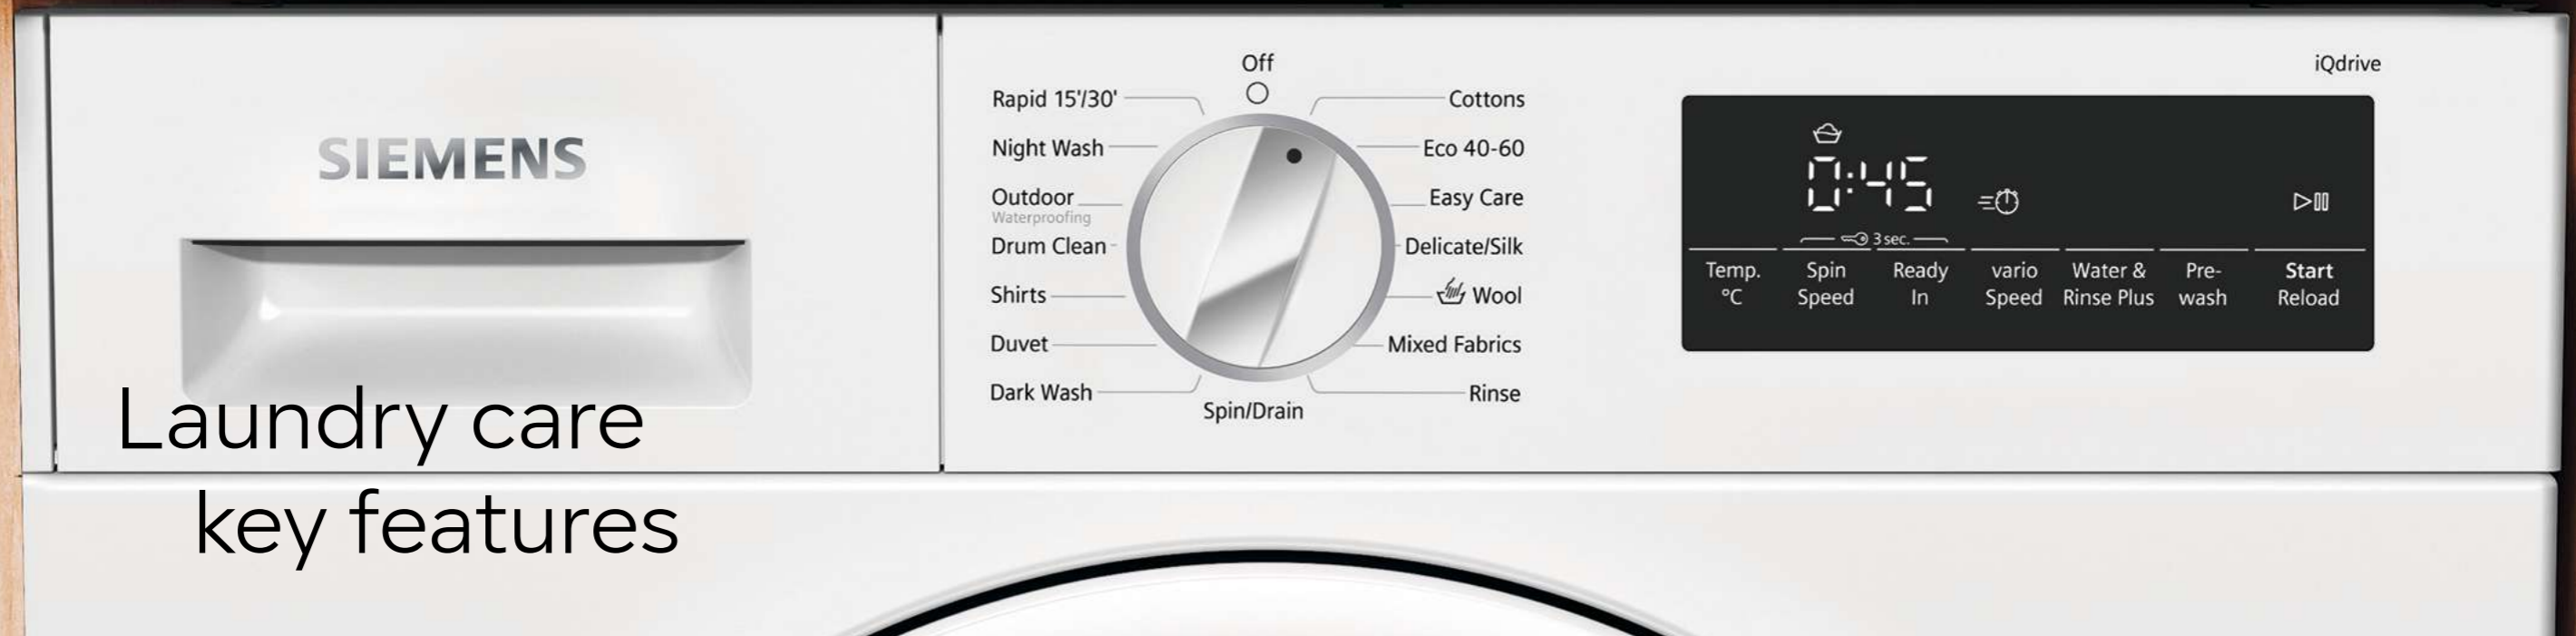 SIEMENS
Laundry care
key features
Off
Rapid 15'/30'
Night Wash
Outdoor
Waterproofing
Drum Clean
Shirts
Duvet
Dark Wash
Spin/Drain
Cottons
Eco 40-60
Easy Care
Delicate/Silk
Wool
Mixed Fabrics
Rinse
iQdrive
0:45
3 sec.
Temp.
°C
Spin
Speed
Ready
In
vario
Speed
Water &
Rinse Plus
Pre-
wash
Start
Reload